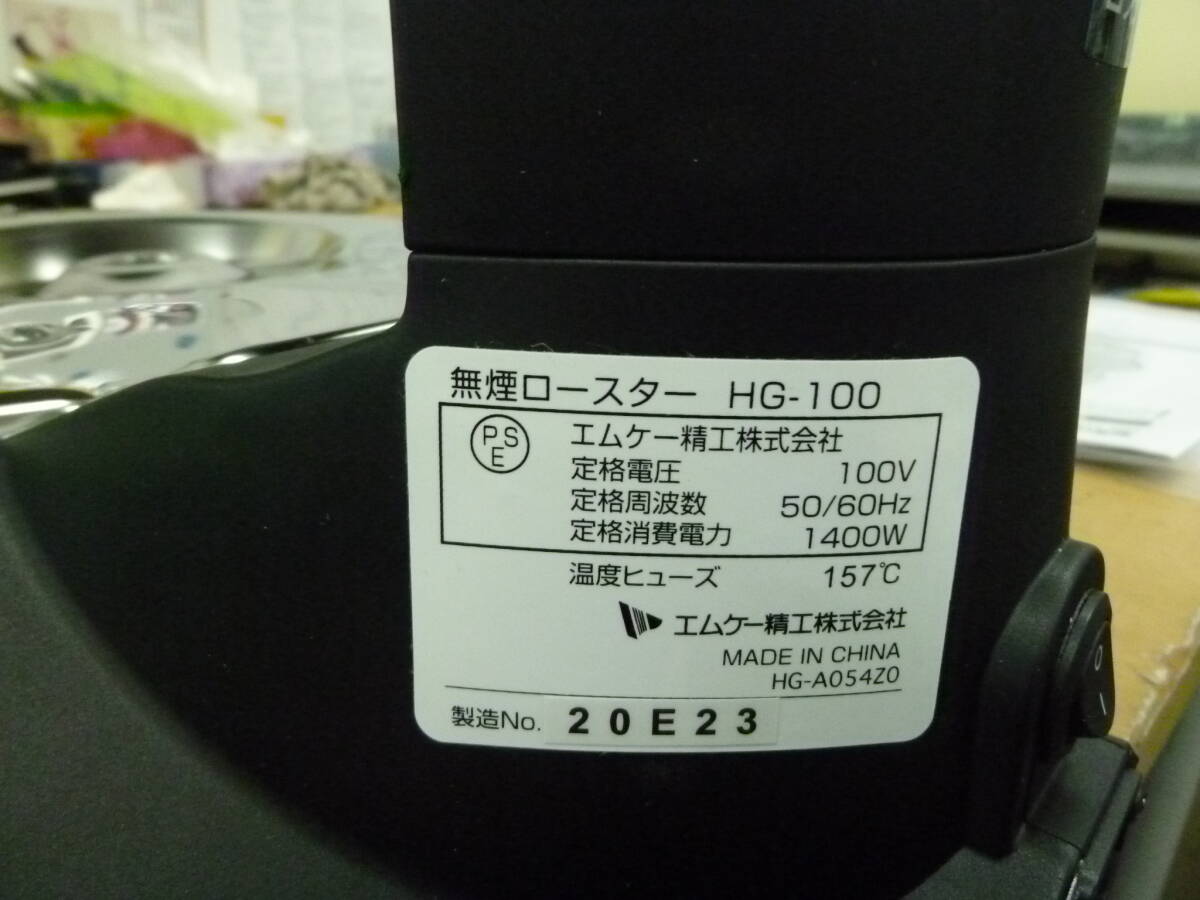 無煙ロースター HG-100
PSE
エムケー精工株式会社
定格電圧 100V
定格周波数 50/60Hz
定格消費電力 1400W
温度ヒューズ 157℃
エムケー精工株式会社
MADE IN CHINA
HG-A054Z0
製造No. 20E23
O
I